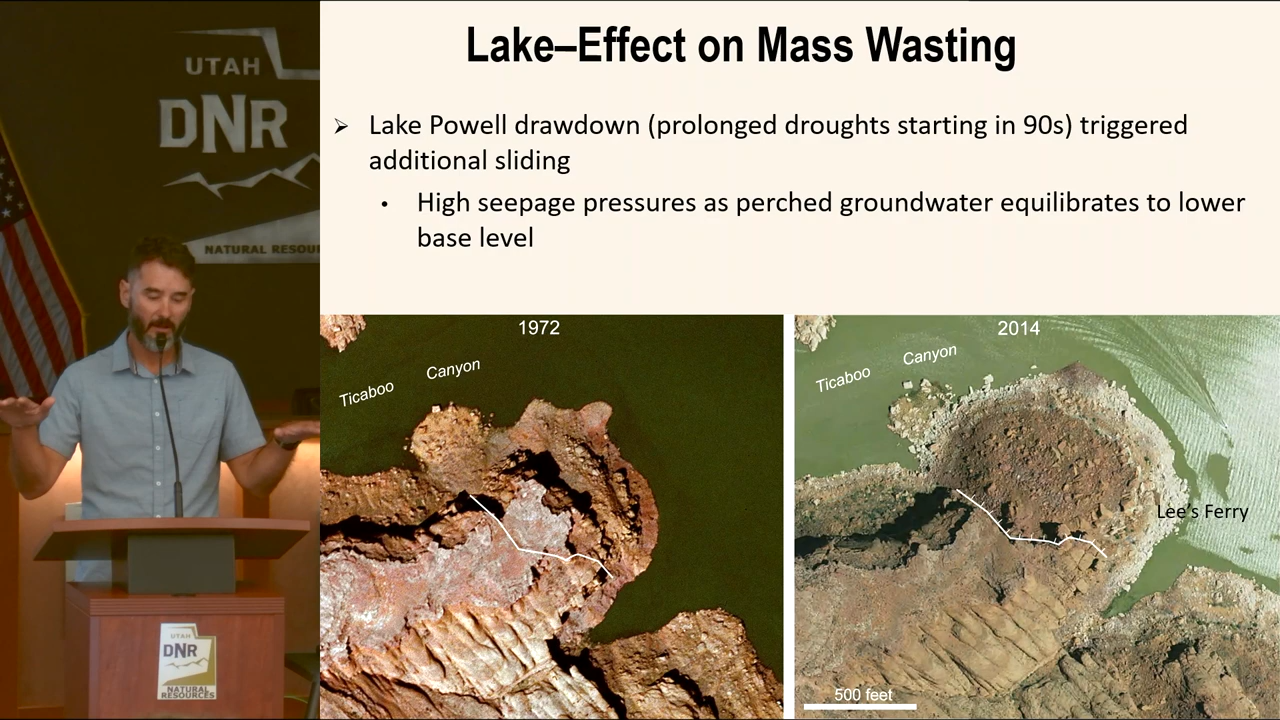 UTAH
DNR
NATURAL
UTAH
DNR
NATURAL
RESOURCES
Lake–Effect on Mass Wasting
Lake Powell drawdown (prolonged droughts starting in 90s) triggered
additional sliding
High seepage pressures as perched groundwater equilibrates to lower
base level
1972
Ticaboo Canyon
2014
Ticaboo Canyon
Lee's Ferry
500 feet